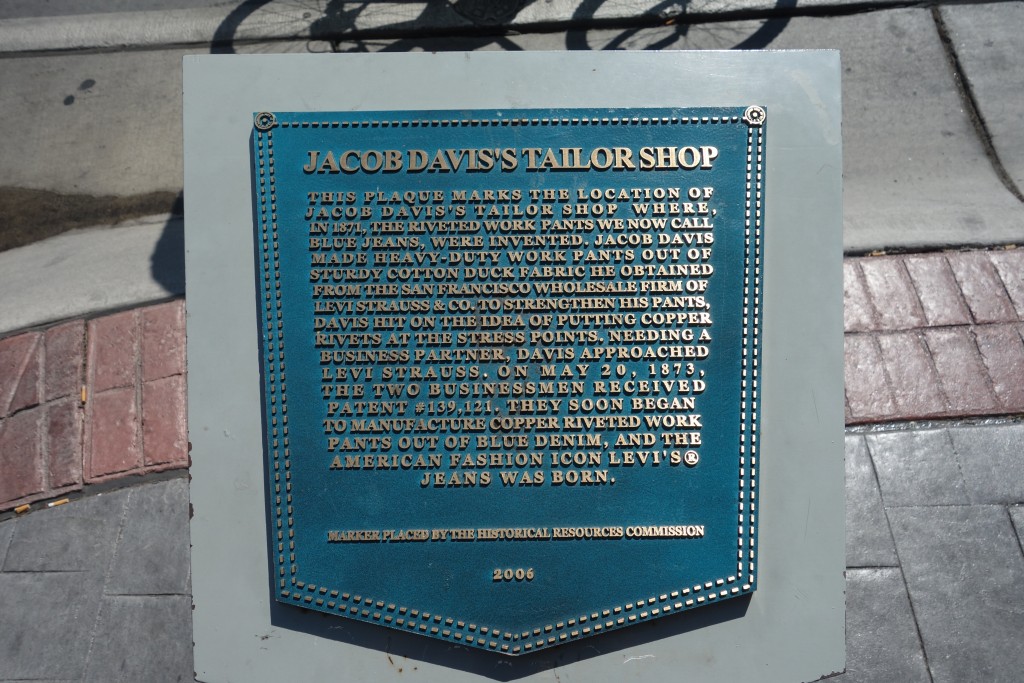 JACOB DAVIS'S TAILOR SHOP
THIS PLAQUE MARKS THE LOCATION OF
JACOB DAVIS'S TAILOR SHOP WHERE,
IN 1871, THE RIVETED WORK PANTS WE NOW CALL
BLUE JEANS, WERE INVENTED. JACOB DAVIS
MADE HEAVY-DUTY WORK PANTS OUT OF
STURDY COTTON DUCK FABRIC HE OBTAINED
FROM THE SAN FRANCISCO WHOLESALE FIRM OF
LEVI STRAUSS & CO. TO STRENGTHEN HIS PANTS,
DAVIS HIT ON THE IDEA OF PUTTING COPPER
RIVETS AT THE STRESS POINTS. NEEDING A
BUSINESS PARTNER, DAVIS APPROACHED
LEVI STRAUSS. ON MAY 20, 1873,
THE TWO BUSINESSMEN RECEIVED
PATENT #139,121. THEY SOON BEGAN
TO MANUFACTURE COPPER RIVETED WORK
PANTS OUT OF BLUE DENIM, AND THE
AMERICAN FASHION ICON LEVI'S®
JEANS WAS BORN.
MARKER PLACED BY THE HISTORICAL RESOURCES COMMISSION
2006